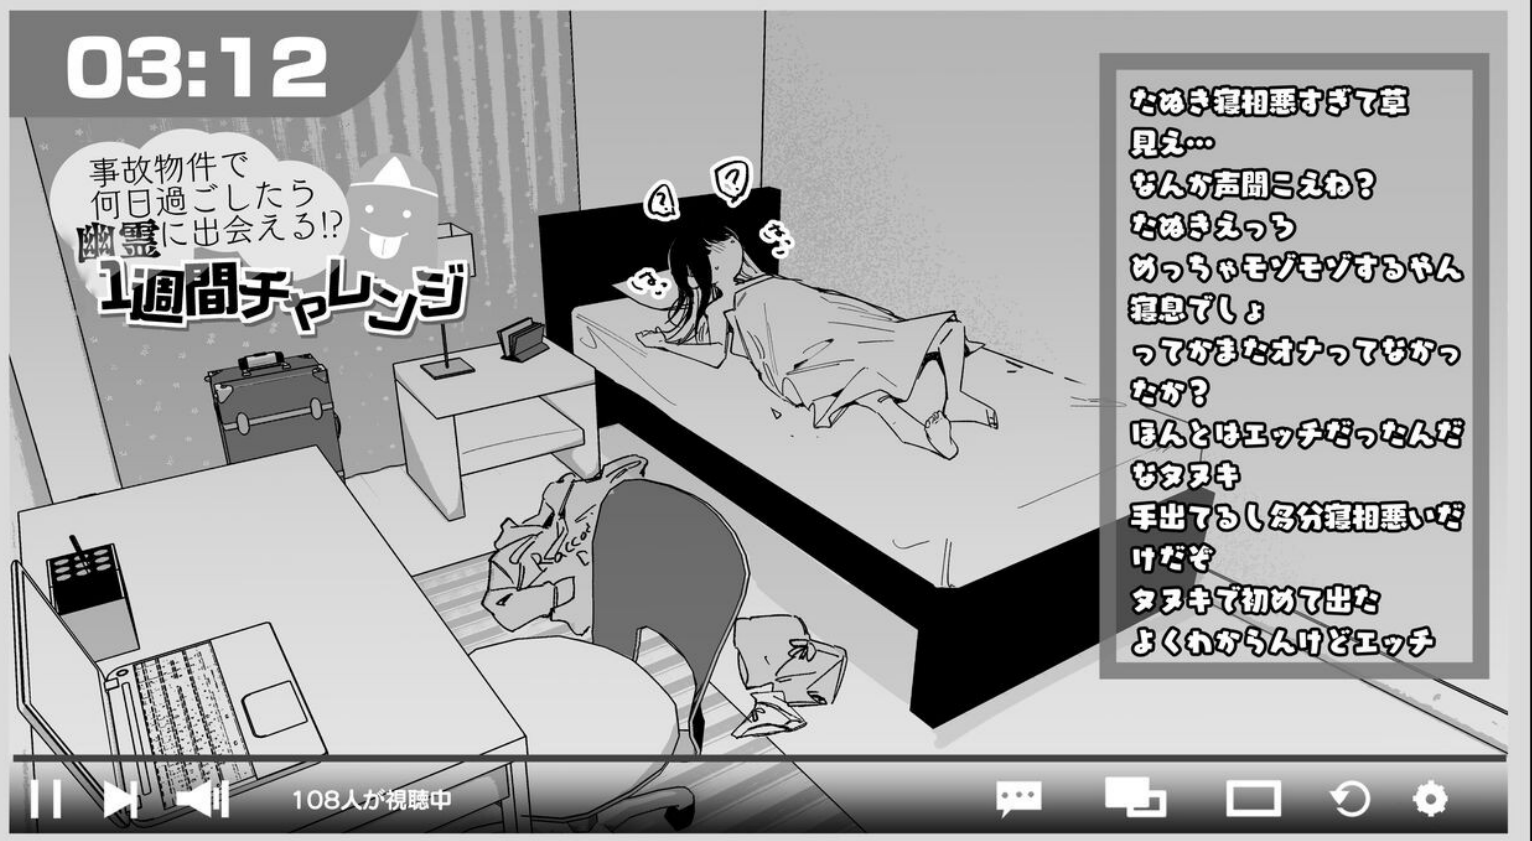 03:12
事故物件で
何日過ごしたら
幽霊に出会える!?
1週間チャレンジ
? ?
たぬき寝相悪すぎて草
見え…
なんか声聞こえね？
たぬきえっろ
めっちゃモゾモゾするやん
寝息でしょ
ってかまたオナってなかっ
たか？
ほんとはエッチだったんだ
なタヌキ
手出てるし多分寝相悪いだ
けだぞ
タヌキで初めて出た
よくわからんけどエッチ
108人が視聴中